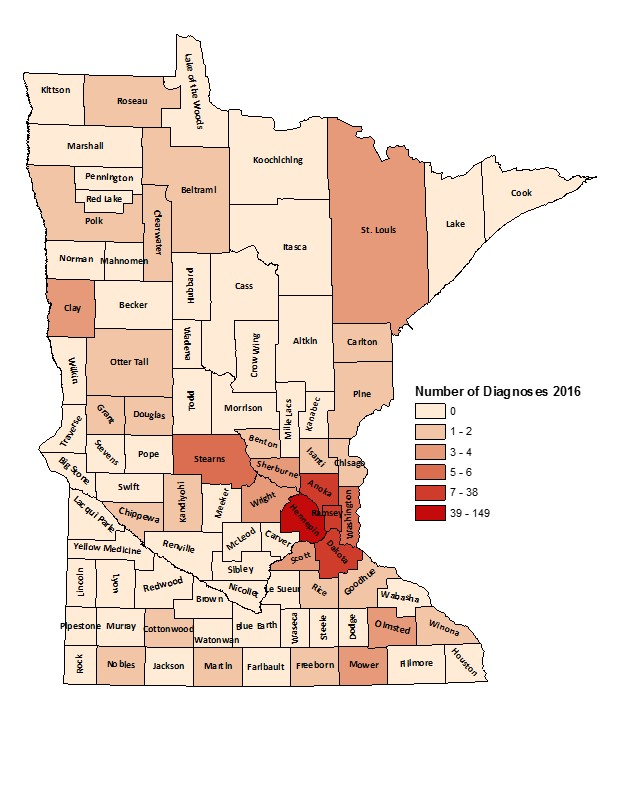 Kittson
Roseau
Lake of the Woods
Marshall
Koochiching
Pennington
Beltrami
Red Lake
Cook
Polk
Clearwater
St. Louis
Lake
Itasca
Norman
Mahnomen
Hubbard
Cass
Clay
Becker
Wadena
Crow Wing
Aitkin
Carlton
Otter Tail
Wilkin
Pine
Todd
Morrison
Mille Lacs
Kanabec
Grant
Douglas
Traverse
Benton
Stevens
Pope
Stearns
Isanti
Chisago
Big Stone
Sherburne
Swift
Kandiyohi
Meeker
Wright
Anoka
Lac qui Parle
Chippewa
Hennepin
Ramsey
Washington
McLeod
Carver
Yellow Medicine
Renville
Scott
Dakota
Sibley
Lincoln
Lyon
Redwood
Nicollet
Le Sueur
Rice
Goodhue
Wabasha
Brown
Pipestone
Murray
Cottonwood
Watonwan
Blue Earth
Waseca
Steele
Dodge
Olmsted
Winona
Rock
Nobles
Jackson
Martin
Faribault
Freeborn
Mower
Fillmore
Houston
Number of Diagnoses 2016
0
1 - 2
3 - 4
5 - 6
7 - 38
39 - 149